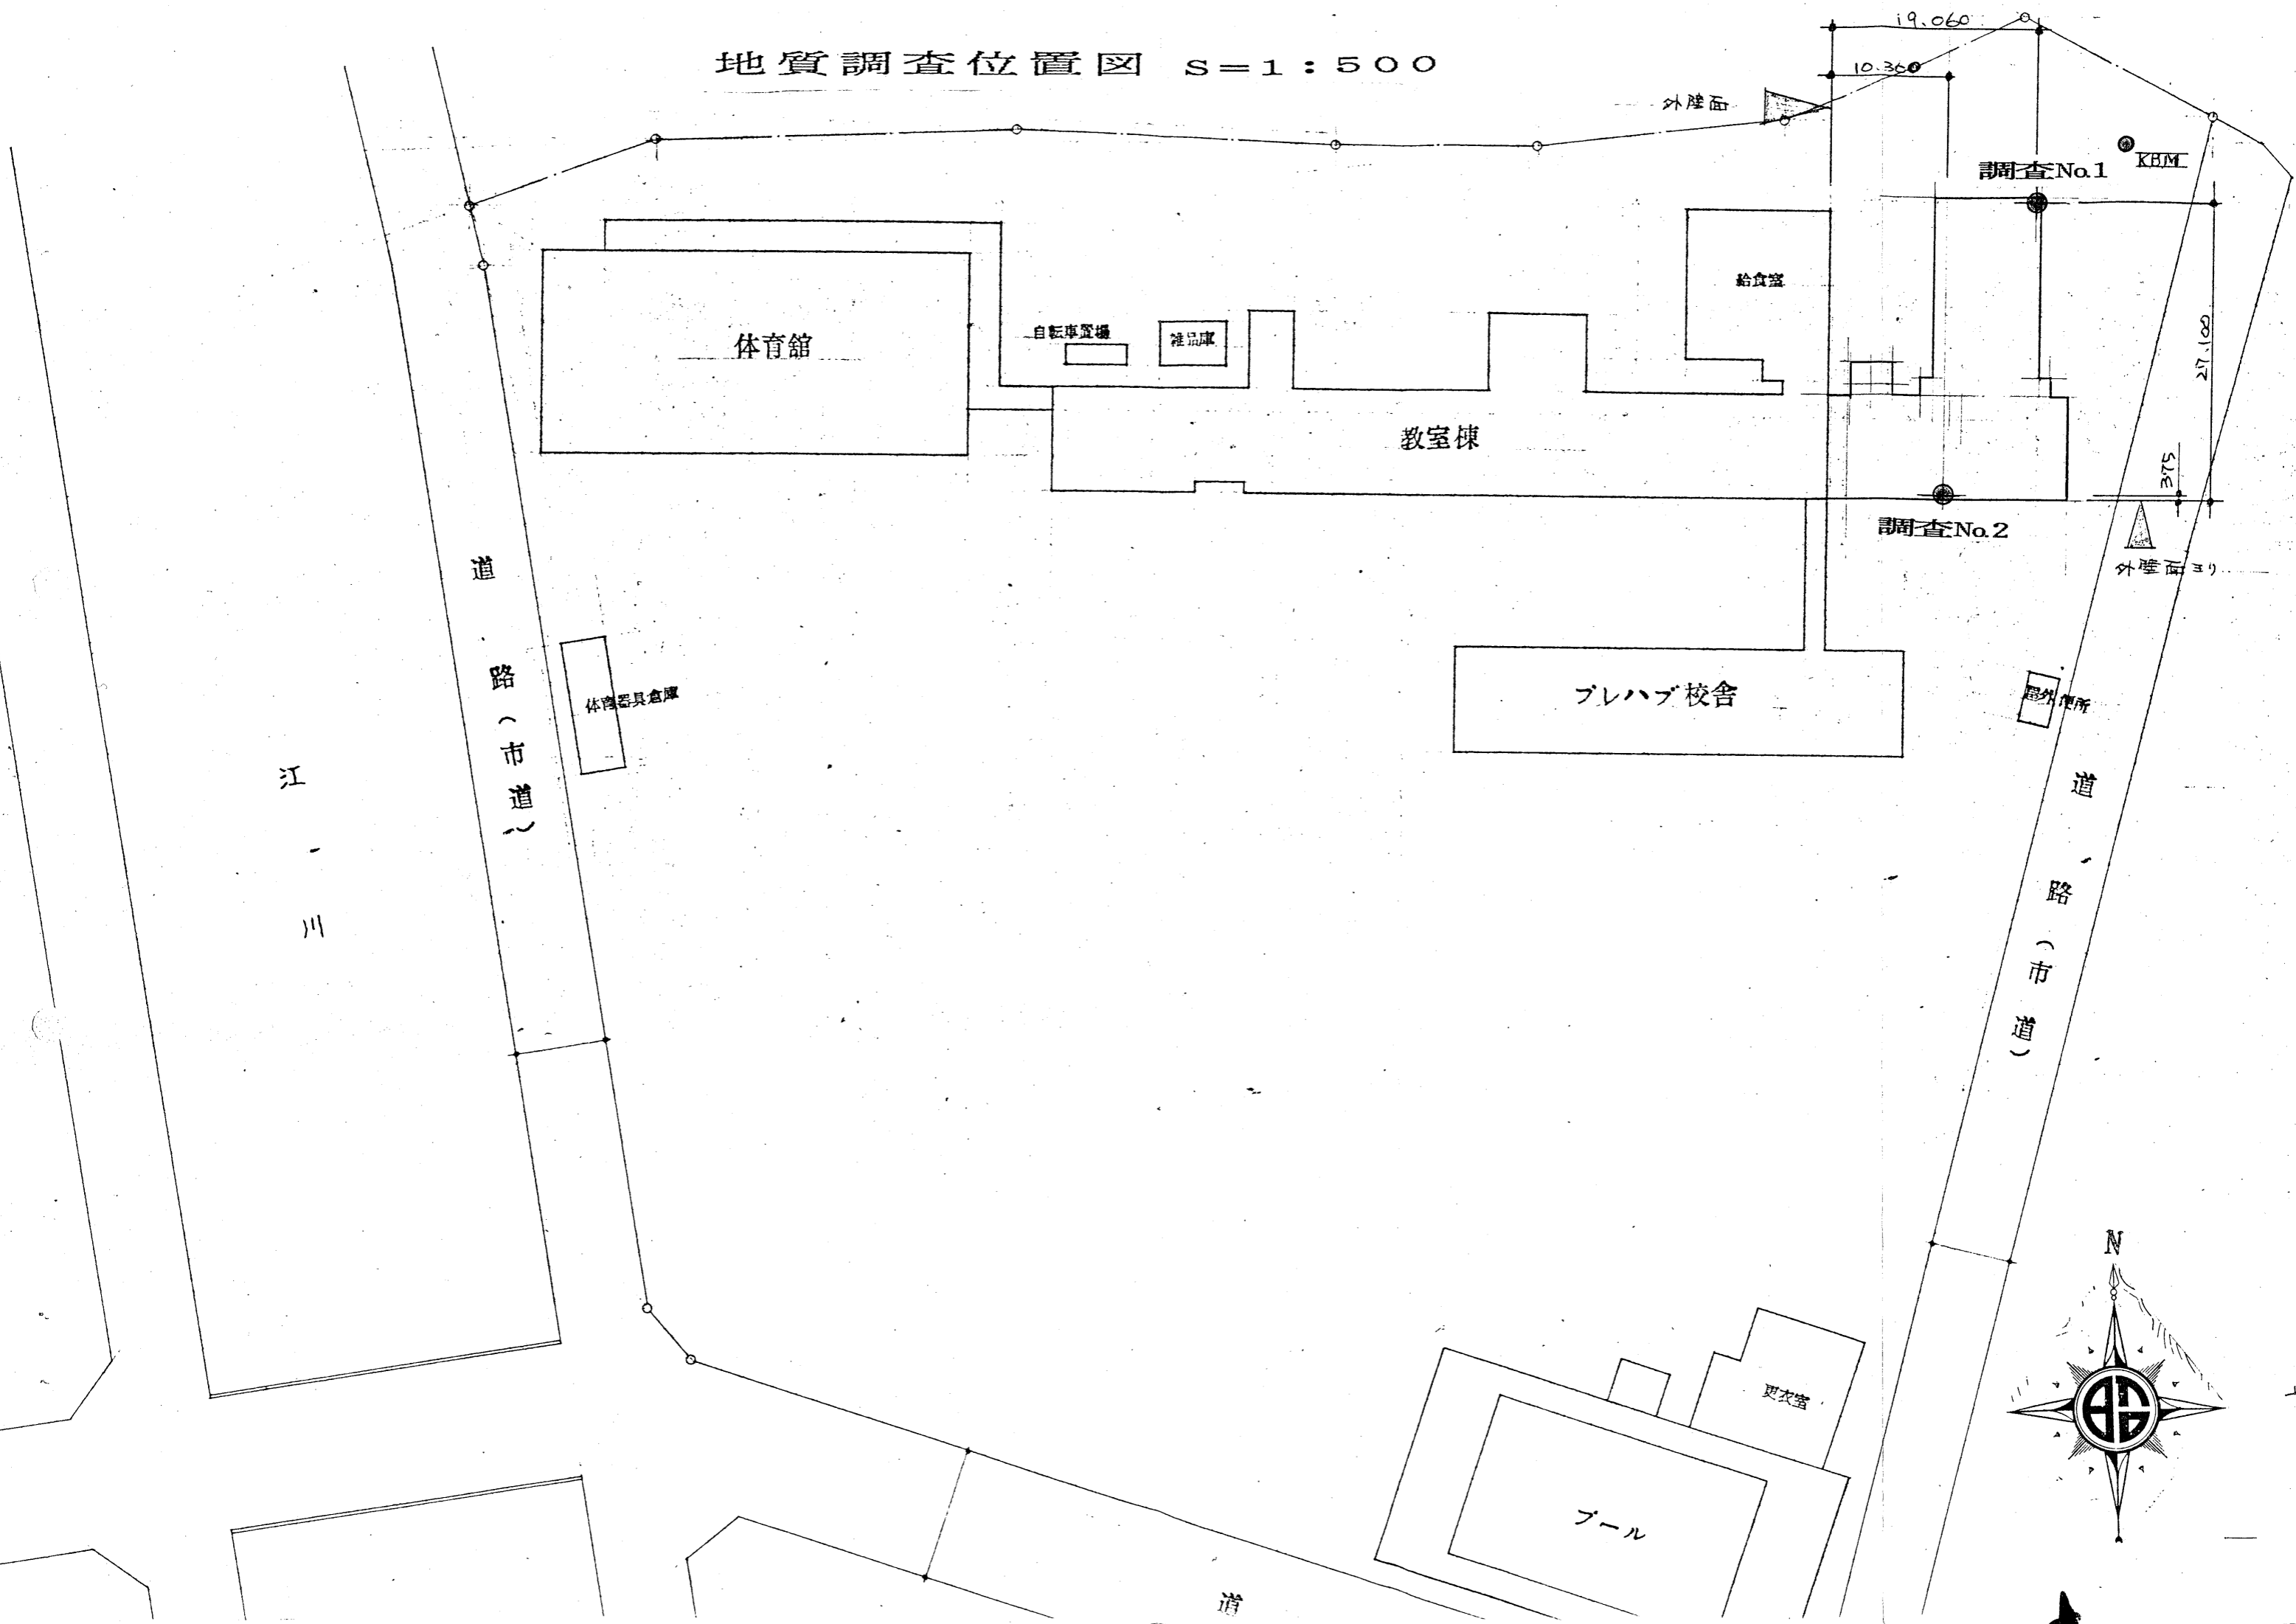 地質調査位置図 S=1:500
19.060
10.360
外壁面
KBM
調査No.1
給食室
自転車置場
雑品庫
体育館
27.100
教室棟
375
調査No.2
外壁面ヨリ
道路(市道)
体育器具倉庫
プレハブ校舎
屋外便所
江川
道路(市道)
N
更衣室
プール
道